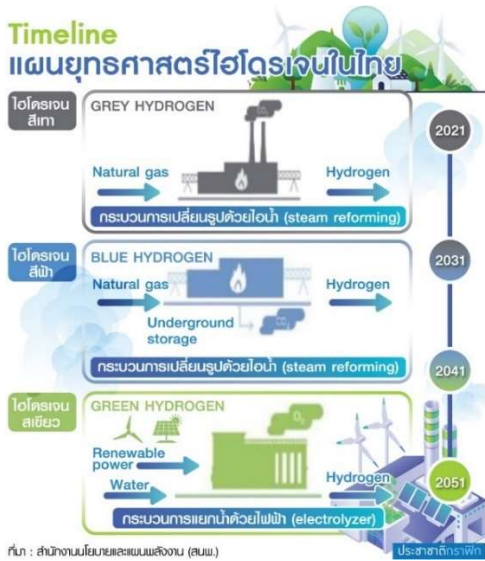 Timeline
แผนยุทธศาสตร์ไฮโดรเจนในไทย
ไฮโดรเจน
สีเทา
GREY HYDROGEN
CO₂
2021
Natural gas
Hydrogen
กระบวนการเปลี่ยนรูปด้วยไอน้ำ (steam reforming)
ไฮโดรเจน
สีฟ้า
BLUE HYDROGEN
2031
Natural gas
Hydrogen
Underground
storage
CO₂
กระบวนการเปลี่ยนรูปด้วยไอน้ำ (steam reforming)
2041
ไฮโดรเจน
สีเขียว
GREEN HYDROGEN
O₂
Renewable
power
Water
Hydrogen
2051
กระบวนการแยกน้ำด้วยไฟฟ้า (electrolyzer)
ที่มา : สำนักงานนโยบายและแผนพลังงาน (สนพ.)
ประชาชาติกราฟิก